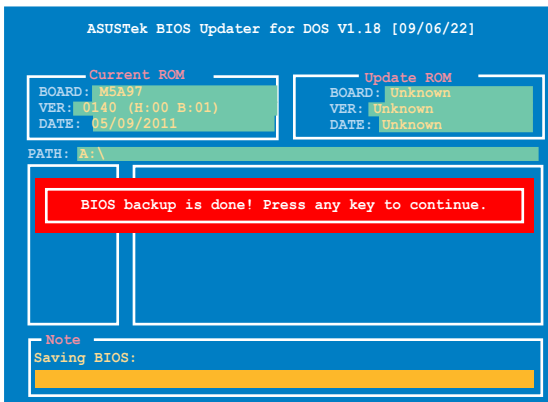 ASUSTek BIOS Updater for DOS V1.18 [09/06/22]
Current ROM
BOARD: M5A97
VER: 0140 (H:00 B:01)
DATE: 05/09/2011
Update ROM
BOARD: Unknown
VER: Unknown
DATE: Unknown
PATH: A:\
BIOS backup is done! Press any key to continue.
Note
Saving BIOS: